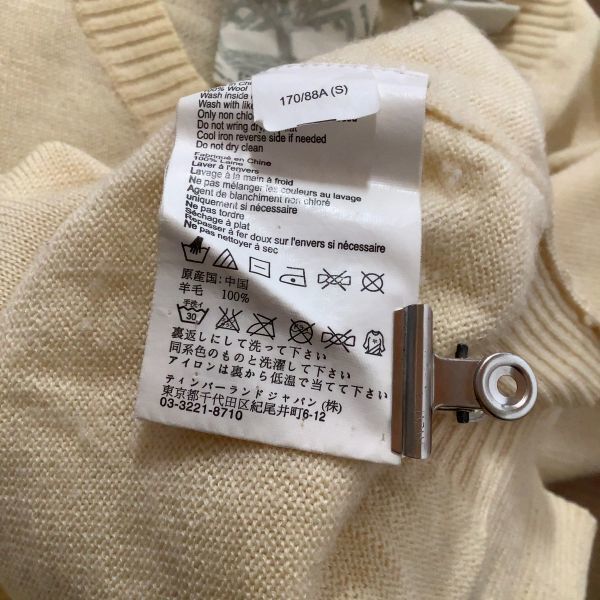 170/88A (S)
100% Wool
Wash inside
Wash with like
Only non chlo
Do not wring dry flat
Cool iron reverse side if needed
Do not dry clean
Fabriqué en Chine
100% Laine
Laver à l'envers
Lavage à la main à froid
Ne pas mélanger les couleurs au lavage
Agent de blanchiment non chloré
uniquement si nécessaire
Ne pas tordre
Séchage à plat
Repasser à fer doux sur l'envers si nécessaire
Ne pas nettoyer à sec
原産国: 中国
羊毛 100%
手洗イ
30
裏返しにして洗って下さい
同系色のものと洗濯して下さい
アイロンは裏から低温で当てて下さい
ティンバーランドジャパン (株)
東京都千代田区紀尾井町6-12
03-3221-8710